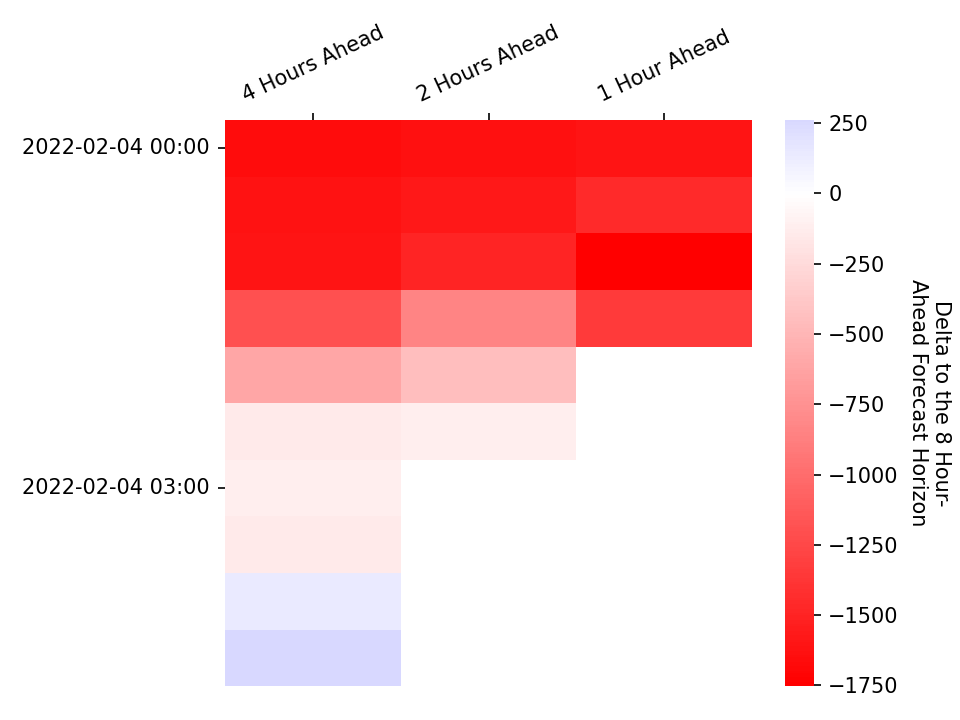 4 Hours Ahead
2 Hours Ahead
1 Hour Ahead
2022-02-04 00:00
2022-02-04 03:00
250
0
−250
−500
−750
−1000
−1250
−1500
−1750
Delta to the 8 Hour-
Ahead Forecast Horizon